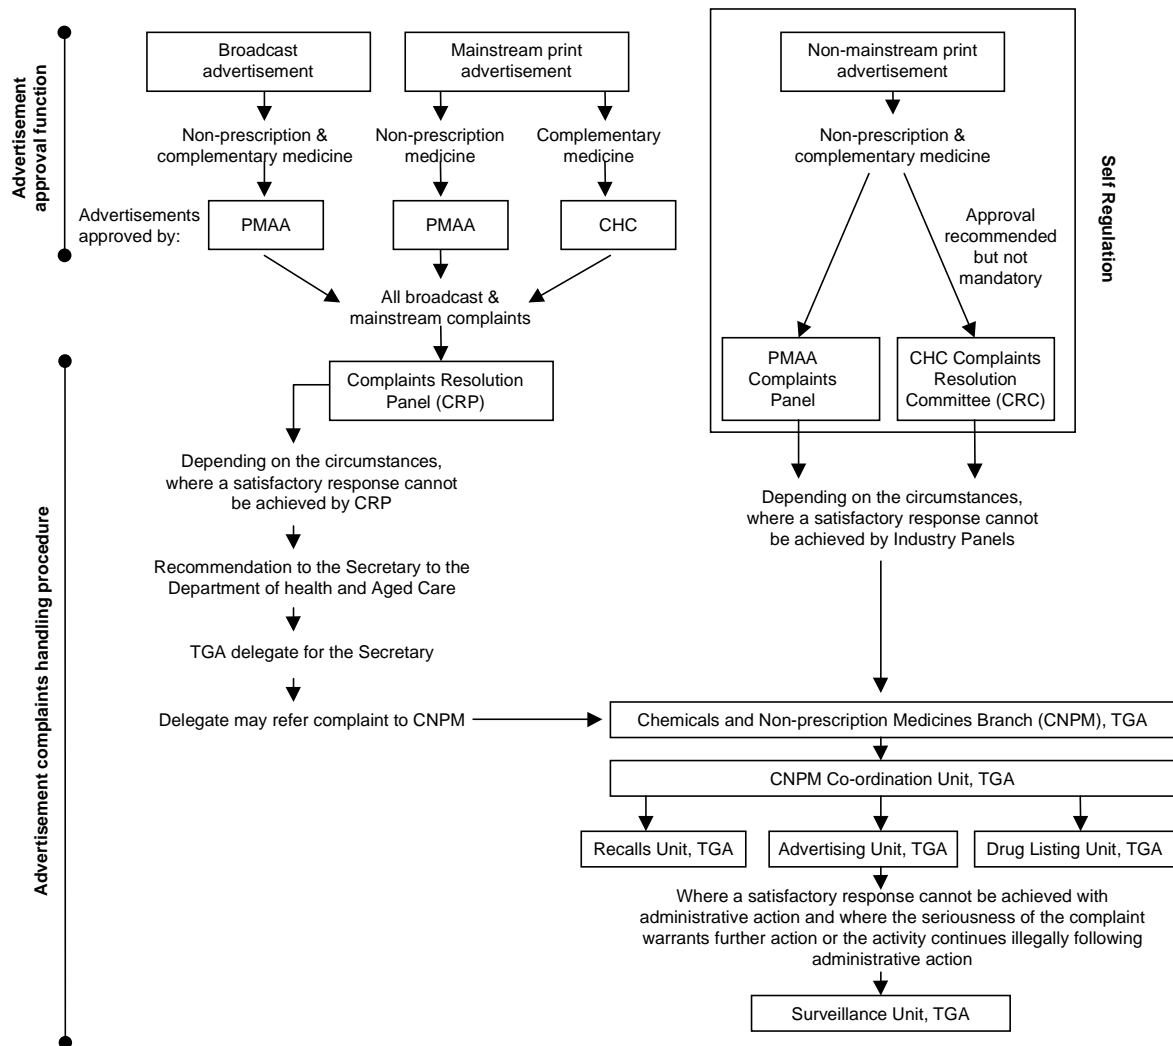 Advertisement
approval function
Broadcast
advertisement
Mainstream print
advertisement
Non-mainstream print
advertisement
Non-prescription &
complementary medicine
Non-prescription
medicine
Complementary
medicine
Non-prescription &
complementary medicine
Self Regulation
Advertisements
approved by:
PMAA
PMAA
CHC
Approval
recommended
but not
mandatory
All broadcast &
mainstream complaints
PMAA
Complaints
Panel
CHC Complaints
Resolution
Committee (CRC)
Advertisement complaints handling procedure
Complaints Resolution
Panel (CRP)
Depending on the circumstances,
where a satisfactory response cannot
be achieved by CRP
Depending on the circumstances,
where a satisfactory response cannot
be achieved by Industry Panels
Recommendation to the Secretary to the
Department of health and Aged Care
TGA delegate for the Secretary
Delegate may refer complaint to CNPM
Chemicals and Non-prescription Medicines Branch (CNPM), TGA
CNPM Co-ordination Unit, TGA
Recalls Unit, TGA
Advertising Unit, TGA
Drug Listing Unit, TGA
Where a satisfactory response cannot be achieved with
administrative action and where the seriousness of the complaint
warrants further action or the activity continues illegally following
administrative action
Surveillance Unit, TGA